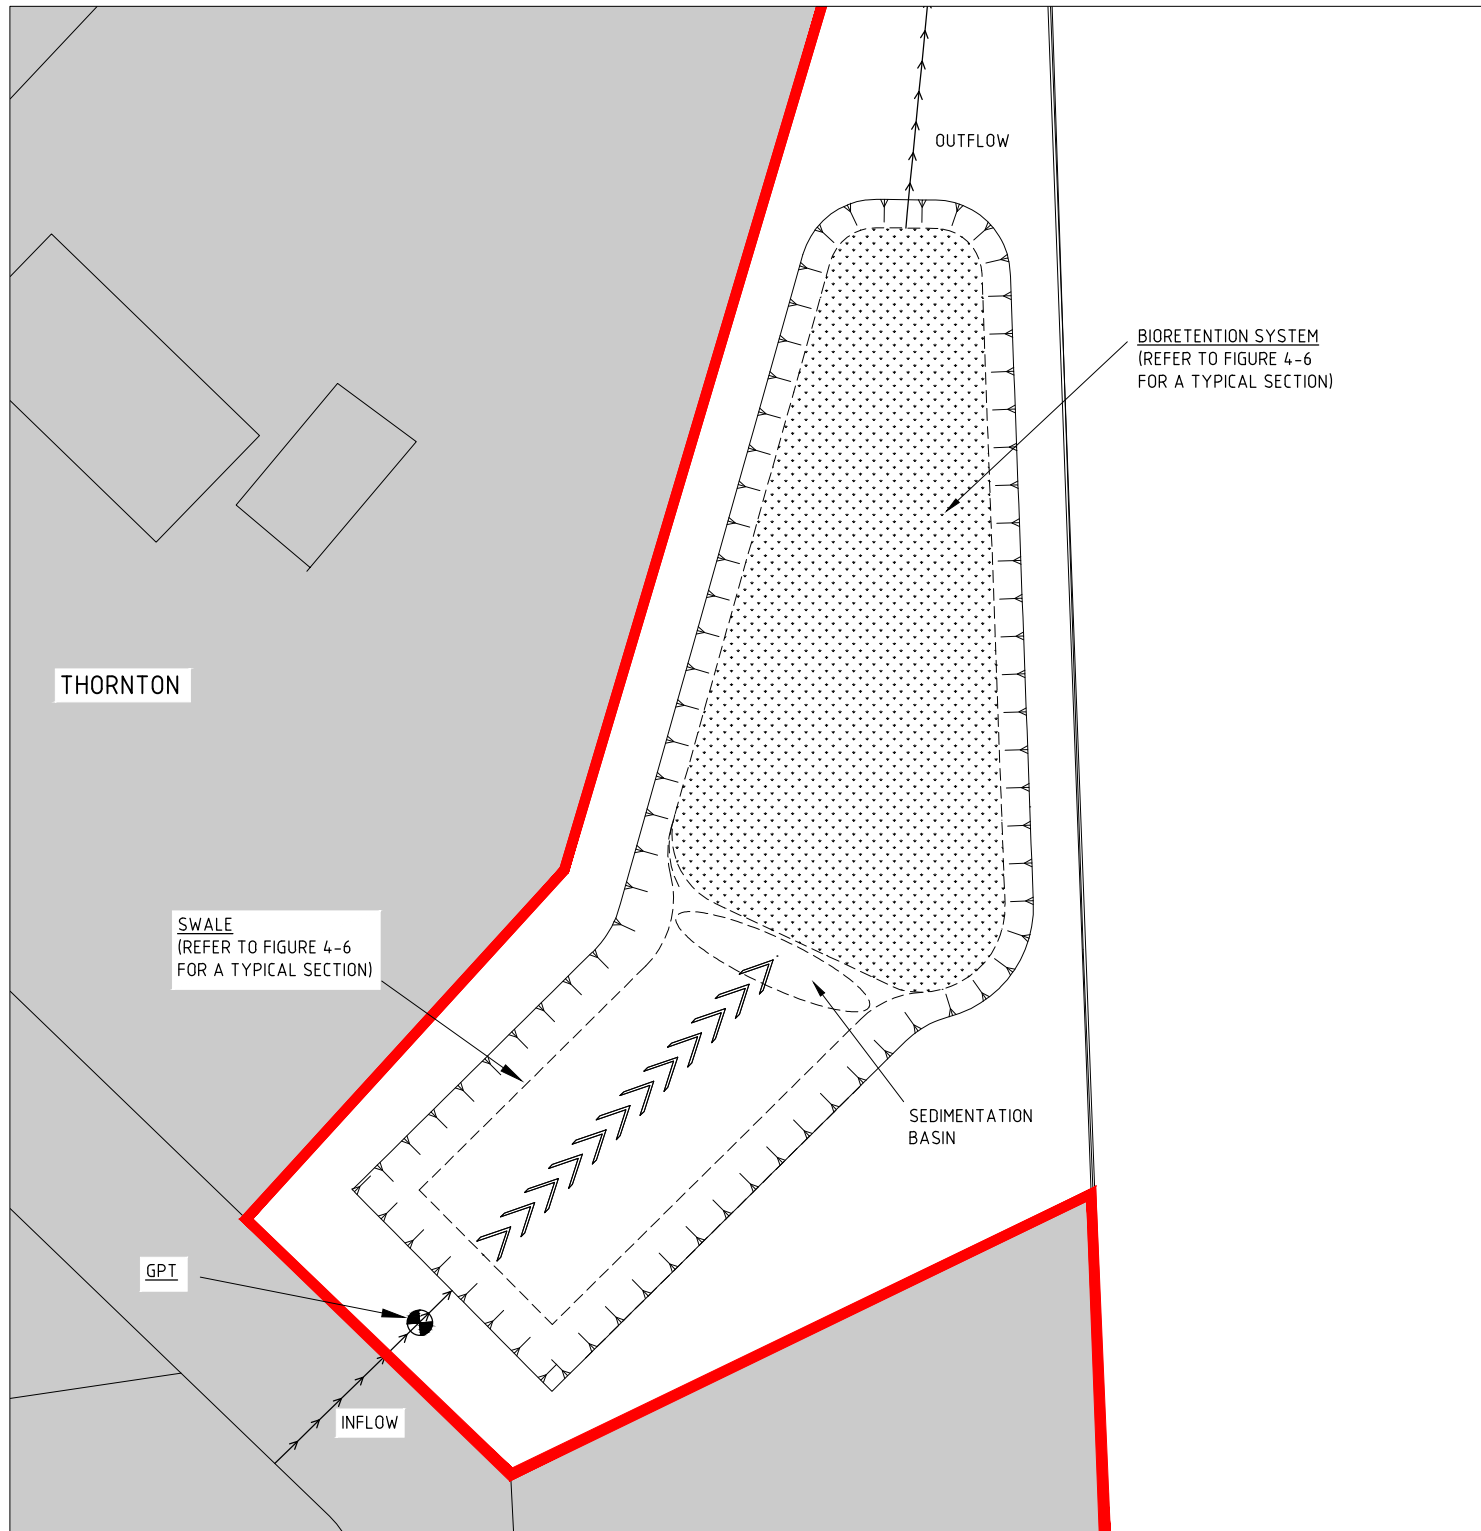 OUTFLOW
BIORETENTION SYSTEM
(REFER TO FIGURE 4-6
FOR A TYPICAL SECTION)
THORNTON
SWALE
(REFER TO FIGURE 4-6
FOR A TYPICAL SECTION)
SEDIMENTATION
BASIN
GPT
INFLOW